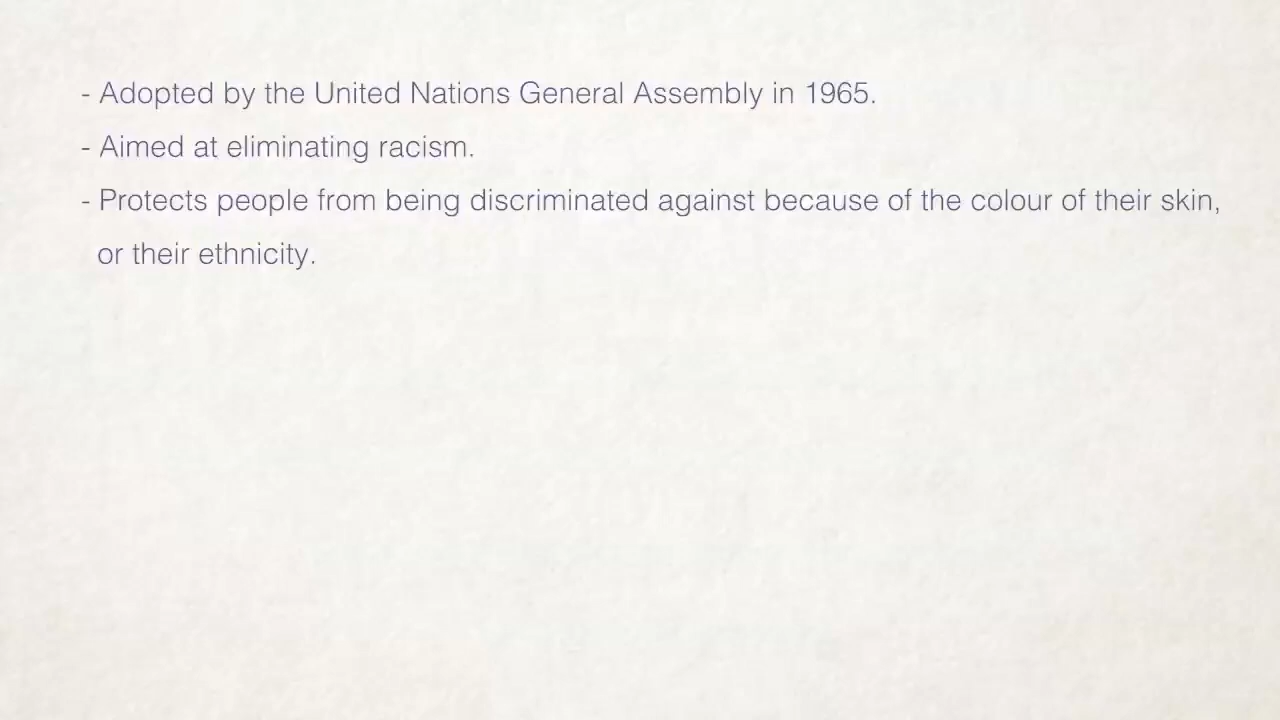 - Adopted by the United Nations General Assembly in 1965.
- Aimed at eliminating racism.
- Protects people from being discriminated against because of the colour of their skin,
or their ethnicity.